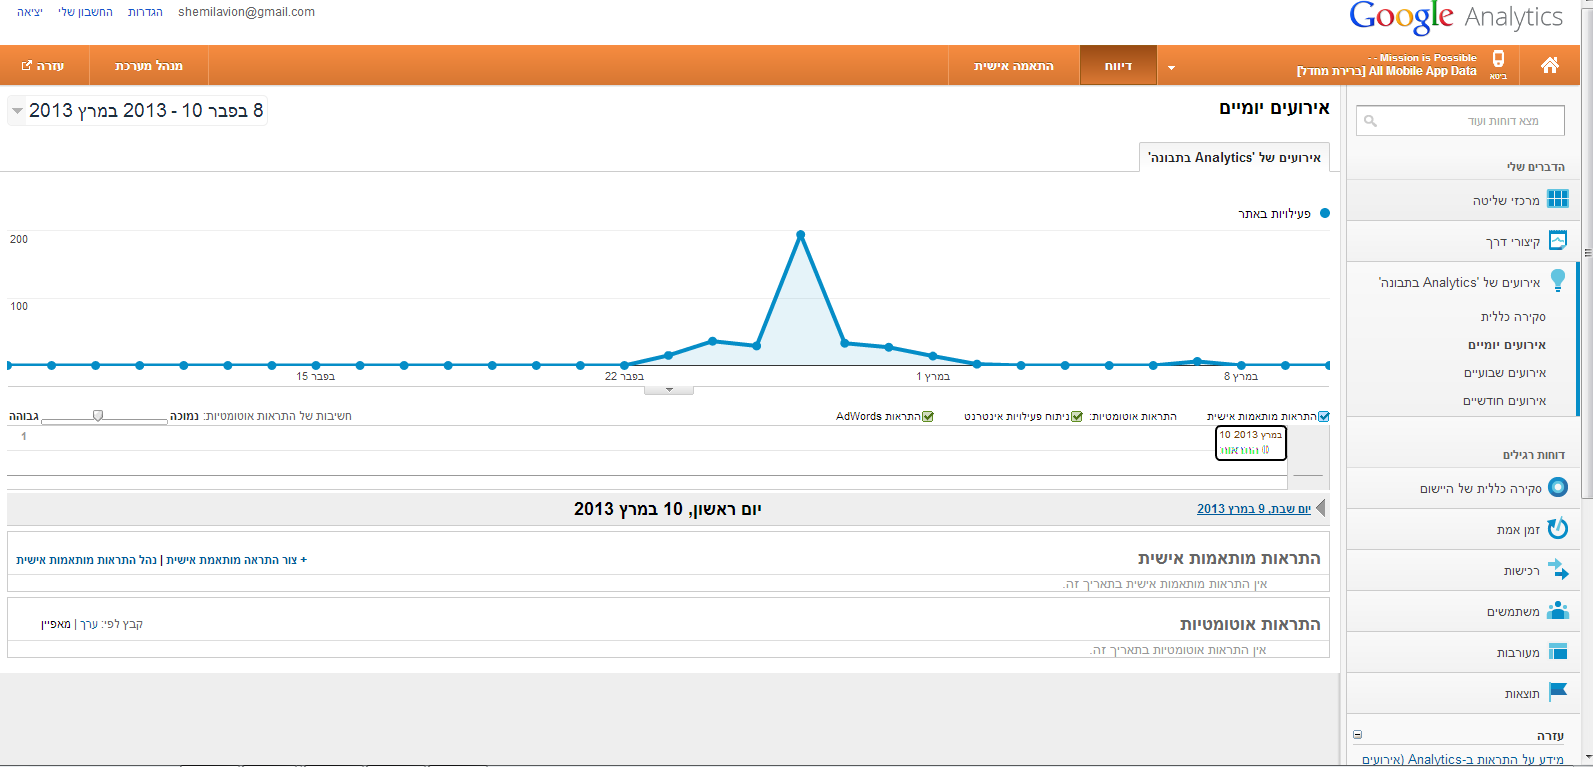 Google Analytics
shemilavion@gmail.com הגדרות החשבון שלי יציאה
Mission is Possible - -
All Mobile App Data [ברירת מחדל]
ביטא
דיווח
התאמה אישית
מנהל מערכת
עזרה
מצא דוחות ועוד
הדברים שלי
מרכזי שליטה
קיצורי דרך
אירועים של 'Analytics בתבונה'
סקירה כללית
אירועים יומיים
אירועים שבועיים
אירועים חודשיים
דוחות רגילים
סקירה כללית של היישום
זמן אמת
רכישות
משתמשים
מעורבות
תוצאות
עזרה
מידע על התראות ב-Analytics (אירועים
אירועים יומיים
8 בפבר 2013 - 10 במרץ 2013
אירועים של 'Analytics בתבונה'
פעילויות באתר
200
100
15 בפבר
22 בפבר
1 במרץ
8 במרץ
התראות מותאמות אישית
התראות אוטומטיות: ניתוח פעילויות אינטרנט התראות AdWords
חשיבות של התראות אוטומטיות: נמוכה גבוהה
1
10 במרץ 2013
יום שבת, 9 במרץ 2013
יום ראשון, 10 במרץ 2013
התראות מותאמות אישית
+ צור התראה מותאמת אישית | נהל התראות מותאמות אישית
אין התראות מותאמות אישית בתאריך זה.
התראות אוטומטיות
קבץ לפי: ערך | מאפיין
אין התראות אוטומטיות בתאריך זה.